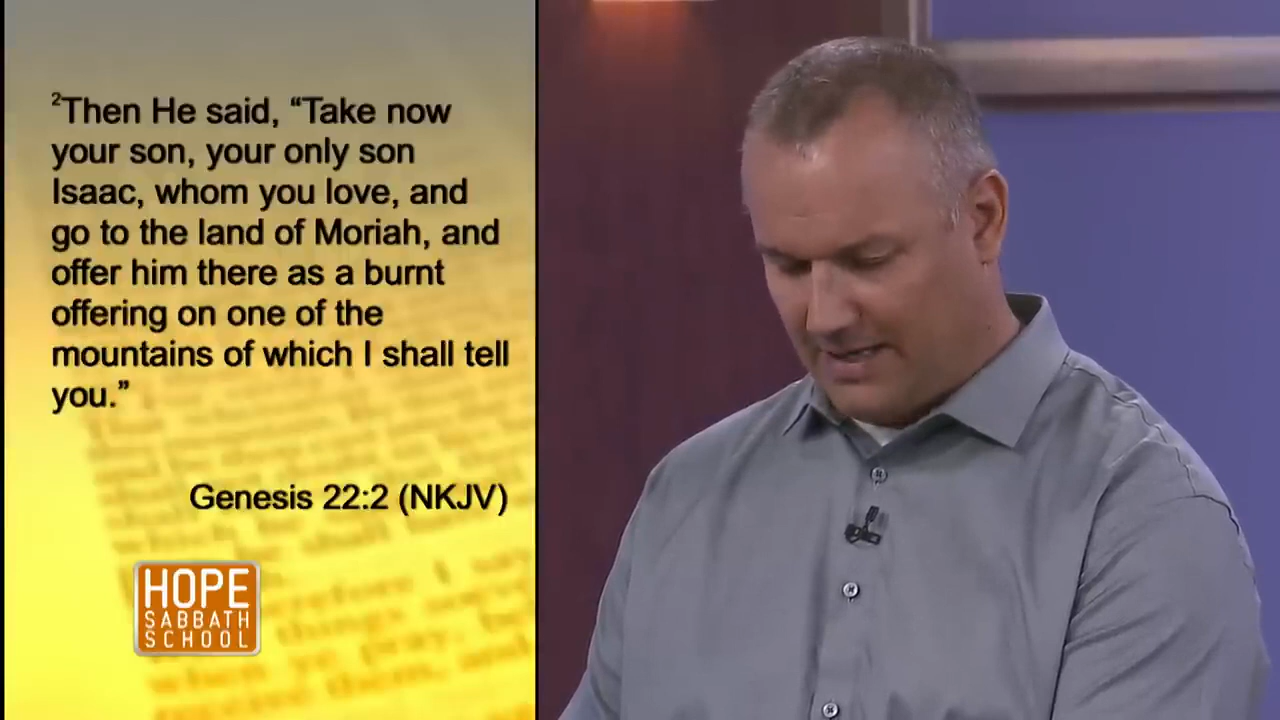 ²Then He said, “Take now
your son, your only son
Isaac, whom you love, and
go to the land of Moriah, and
offer him there as a burnt
offering on one of the
mountains of which I shall tell
you.”
Genesis 22:2 (NKJV)
HOPE
SABBATH
SCHOOL